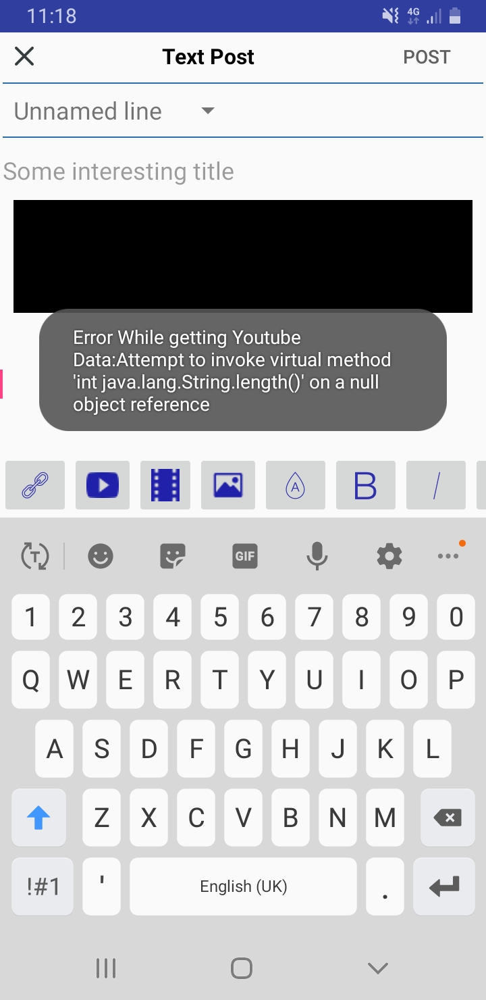 11:18
4G
Text Post
POST
Unnamed line
Some interesting title
Error While getting Youtube
Data:Attempt to invoke virtual method
'int java.lang.String.length()' on a null
object reference
A
B
I
T
GIF
1 2 3 4 5 6 7 8 9 0
Q W E R T Y U I O P
A S D F G H J K L
Z X C V B N M
!#1 ' English (UK) .